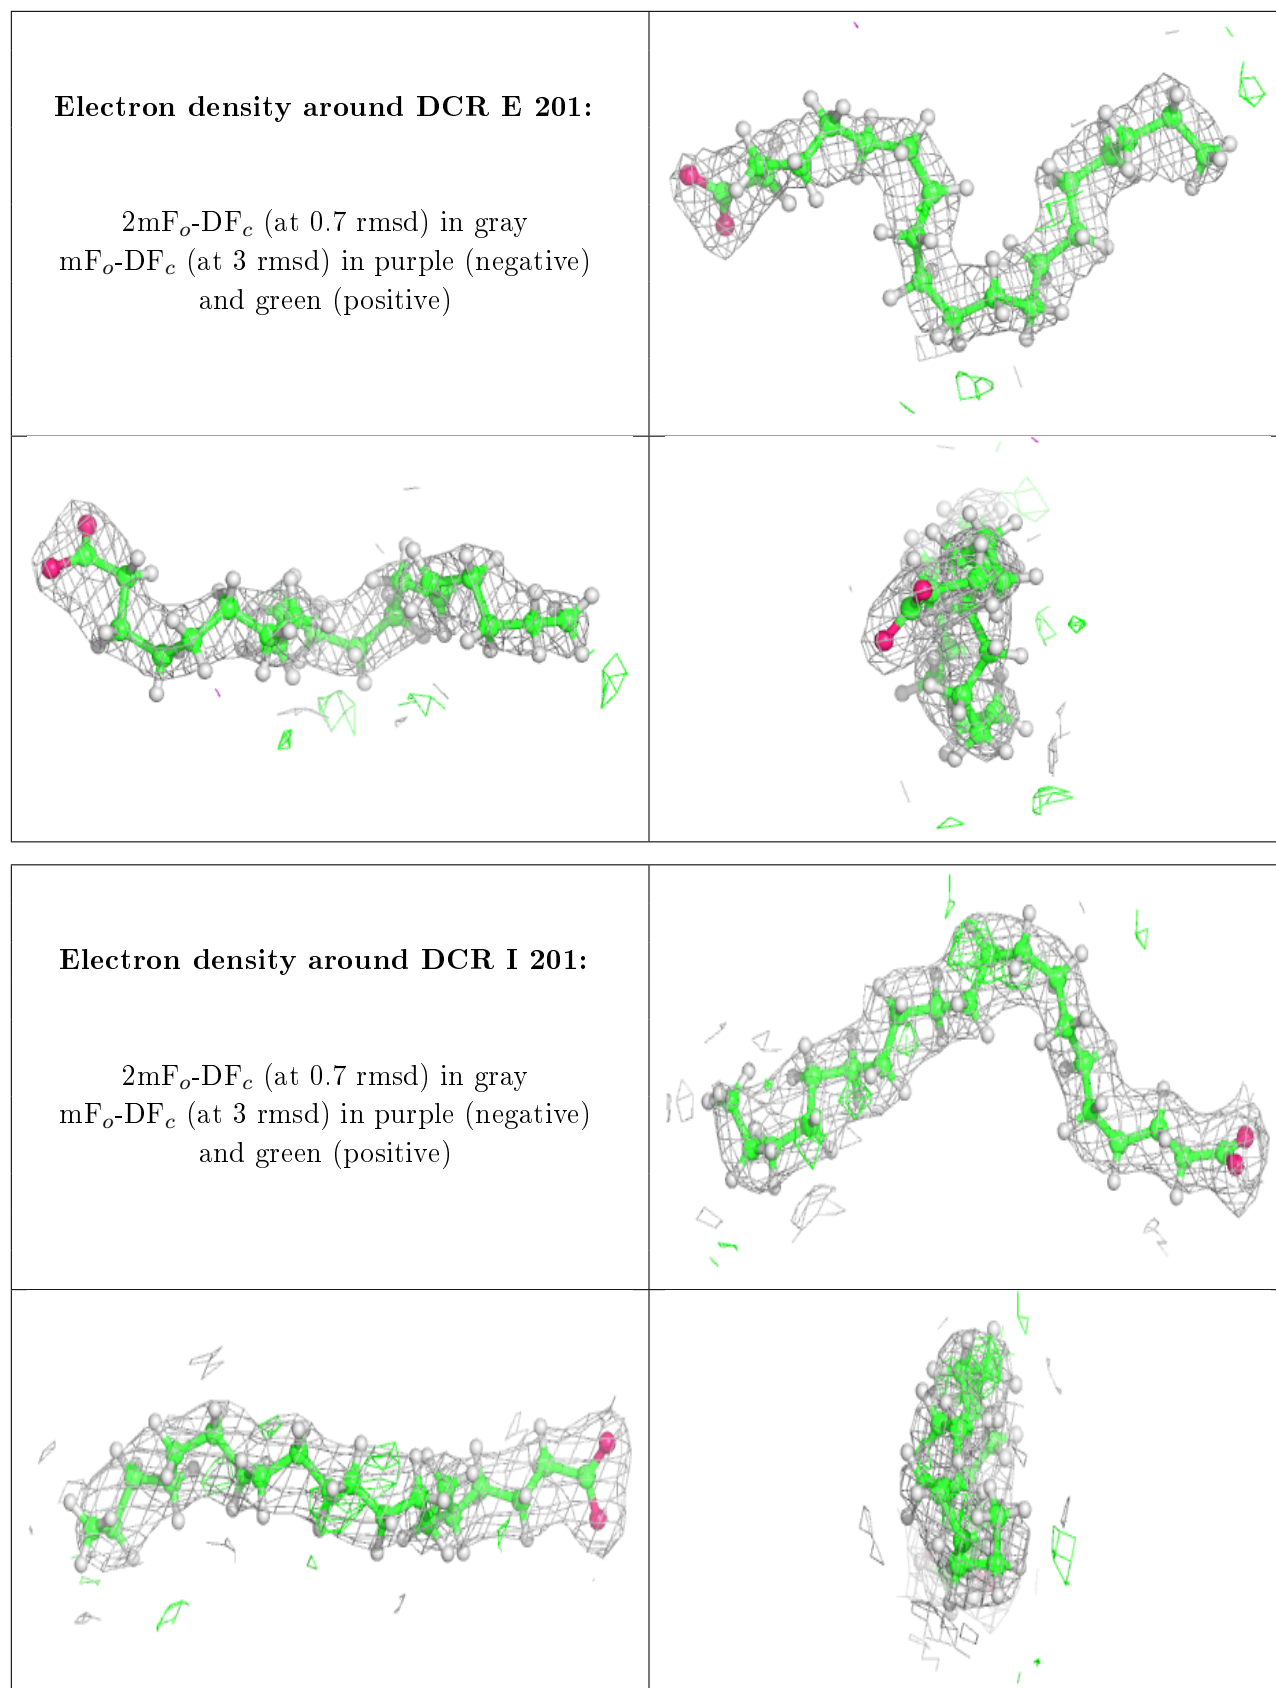 Electron density around DCR E 201:
2mFₒ-DF𝒸 (at 0.7 rmsd) in gray
mFₒ-DF𝒸 (at 3 rmsd) in purple (negative)
and green (positive)
Electron density around DCR I 201:
2mFₒ-DF𝒸 (at 0.7 rmsd) in gray
mFₒ-DF𝒸 (at 3 rmsd) in purple (negative)
and green (positive)